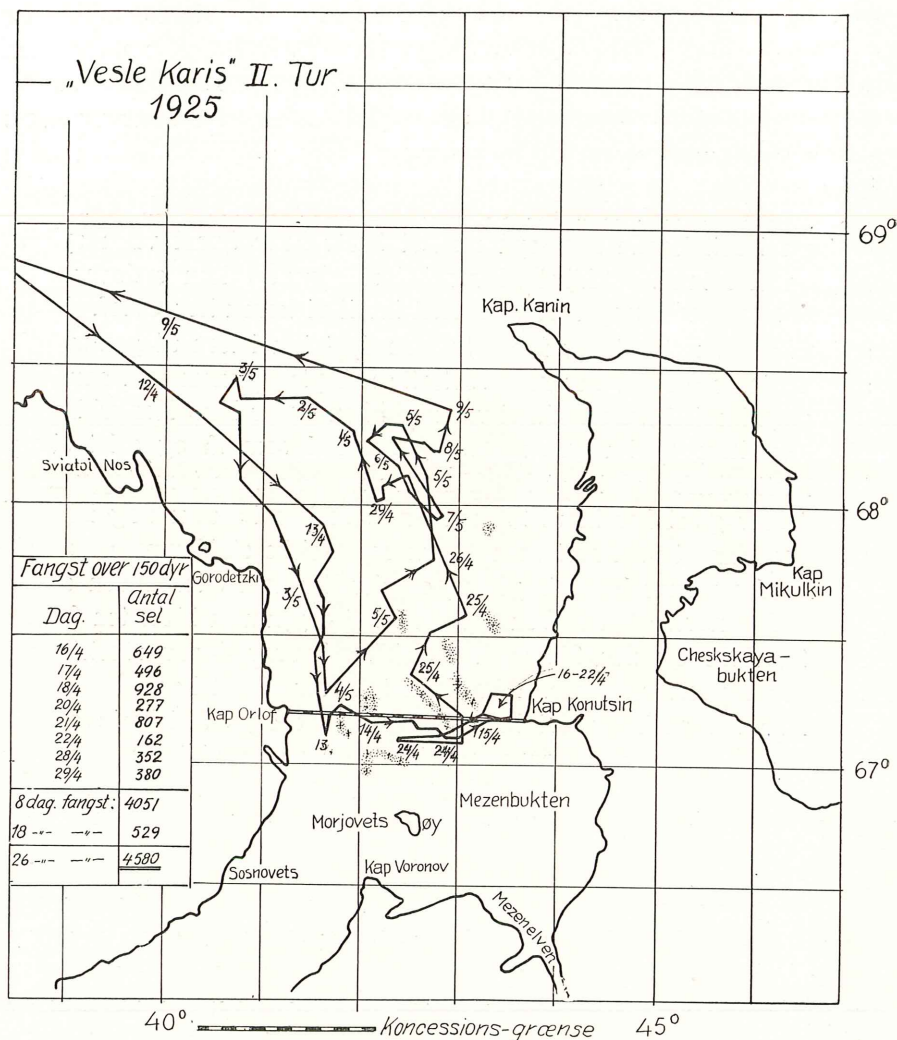 „Vesle Karis" II. Tur
1925
69°
Kap. Kanin
9/5
3/5
12/4
2/5
9/5
5/5
1/5
8/5
6/5
5/5
Sviatoi Nos
29/4
7/5
68°
13/4
26/4
Gorodetzki
Kap
Mikulkin
3/5
5/5
25/4
Cheskskaya-
bukten
25/4
16-22/4
4/5
Kap Orlof
Kap Konutsin
14/4
115/4
13
24/4
24/4
67°
Fangst over 150 dyr
Dag. Antal sel
16/4 649
17/4 496
18/4 928
20/4 277
21/4 807
22/4 162
28/4 352
29/4 380
8 dag. fangst: 4051
18 -"- -"- 529
26 -"- -"- 4580
Mezenbukten
Morjovets øy
Sosnovets
Kap Voronov
Mezenelven
40°
45°
Koncessions-grænse